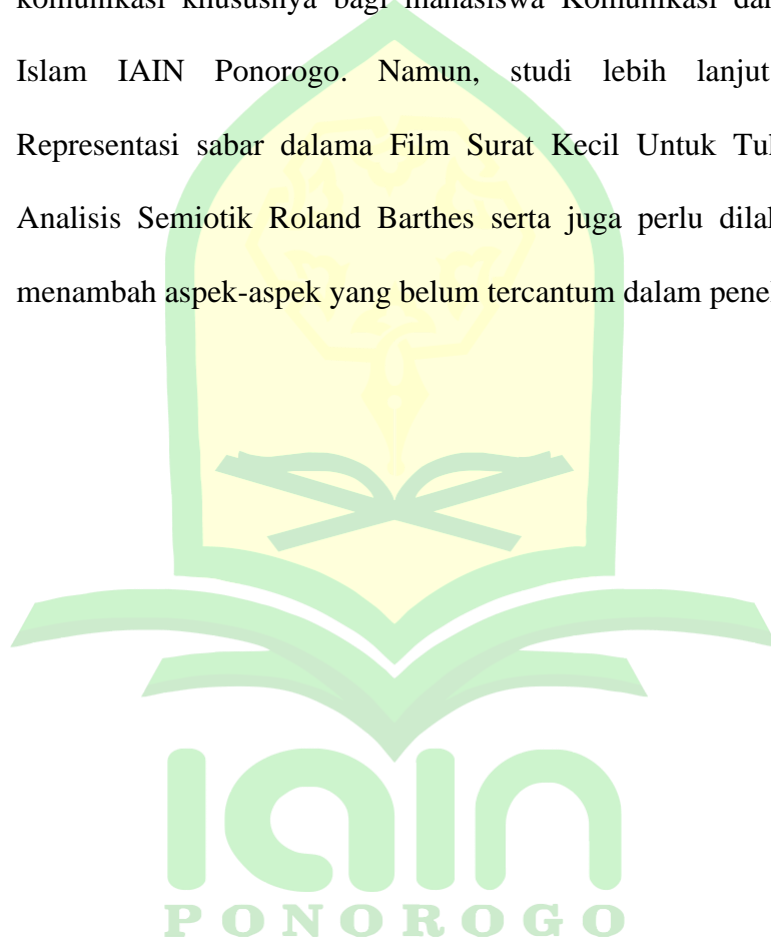 komunikasi khususnya bagi mahasiswa Komunikasi dan
Islam IAIN Ponorogo. Namun, studi lebih lanjut
Representasi sabar dalama Film Surat Kecil Untuk
Analisis Semiotik Roland Barthes serta juga perlu
menambah aspek-aspek yang belum tercantum dalam
iain
PONOROGO